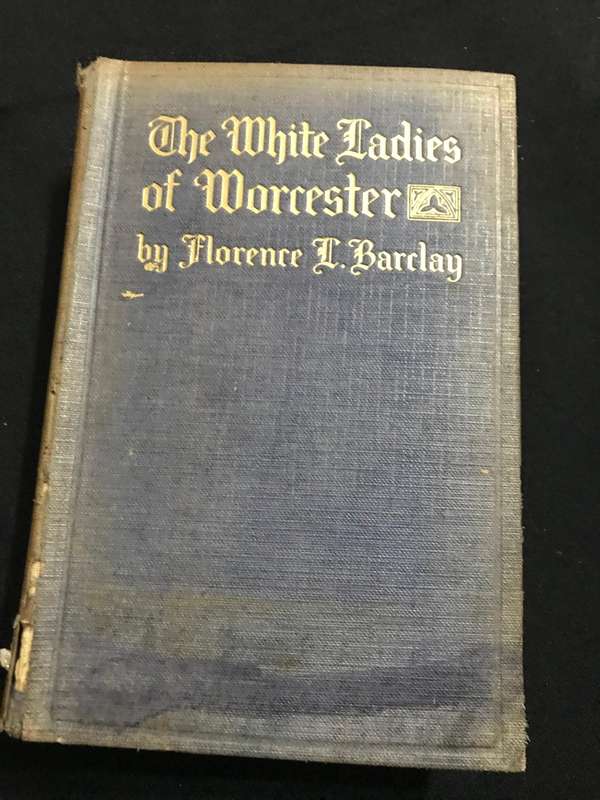 The White Ladies
of Worcester
by Florence L. Barclay